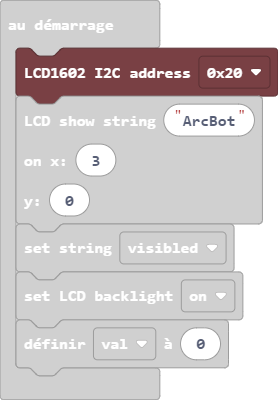 au démarrage
LCD1602 I2C address 0x20
LCD show string "ArcBot"
on x: 3
y: 0
set string visibled
set LCD backlight on
définir val à 0